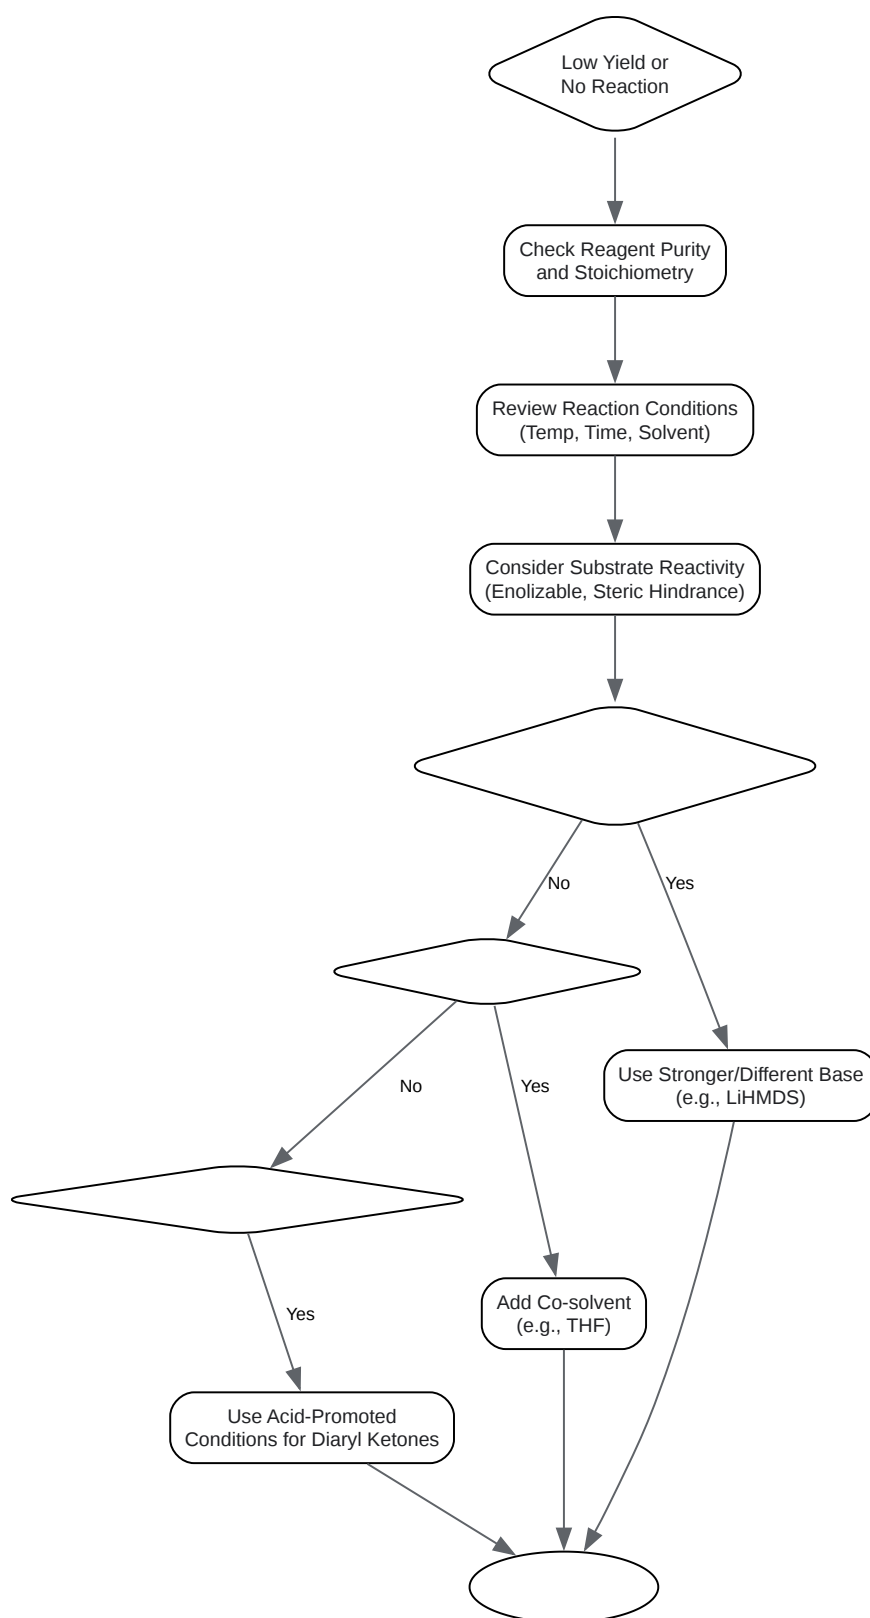 Low Yield or
No Reaction
Check Reagent Purity
and Stoichiometry
Review Reaction Conditions
(Temp, Time, Solvent)
Consider Substrate Reactivity
(Enolizable, Steric Hindrance)
No
Yes
Use Stronger/Different Base
(e.g., LiHMDS)
No
Yes
Add Co-solvent
(e.g., THF)
Yes
Use Acid-Promoted
Conditions for Diaryl Ketones